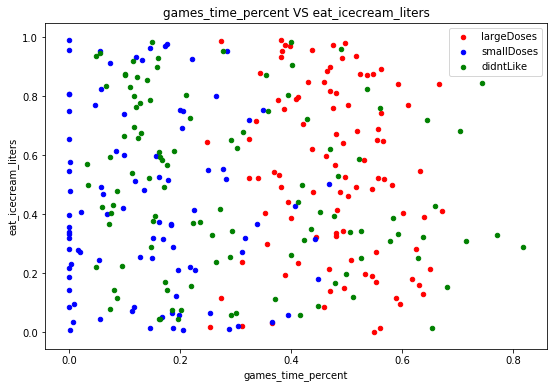 games_time_percent VS eat_icecream_liters
largeDoses
smallDoses
didntLike
eat_icecream_liters
1.0
0.8
0.6
0.4
0.2
0.0
0.0
0.2
0.4
0.6
0.8
games_time_percent